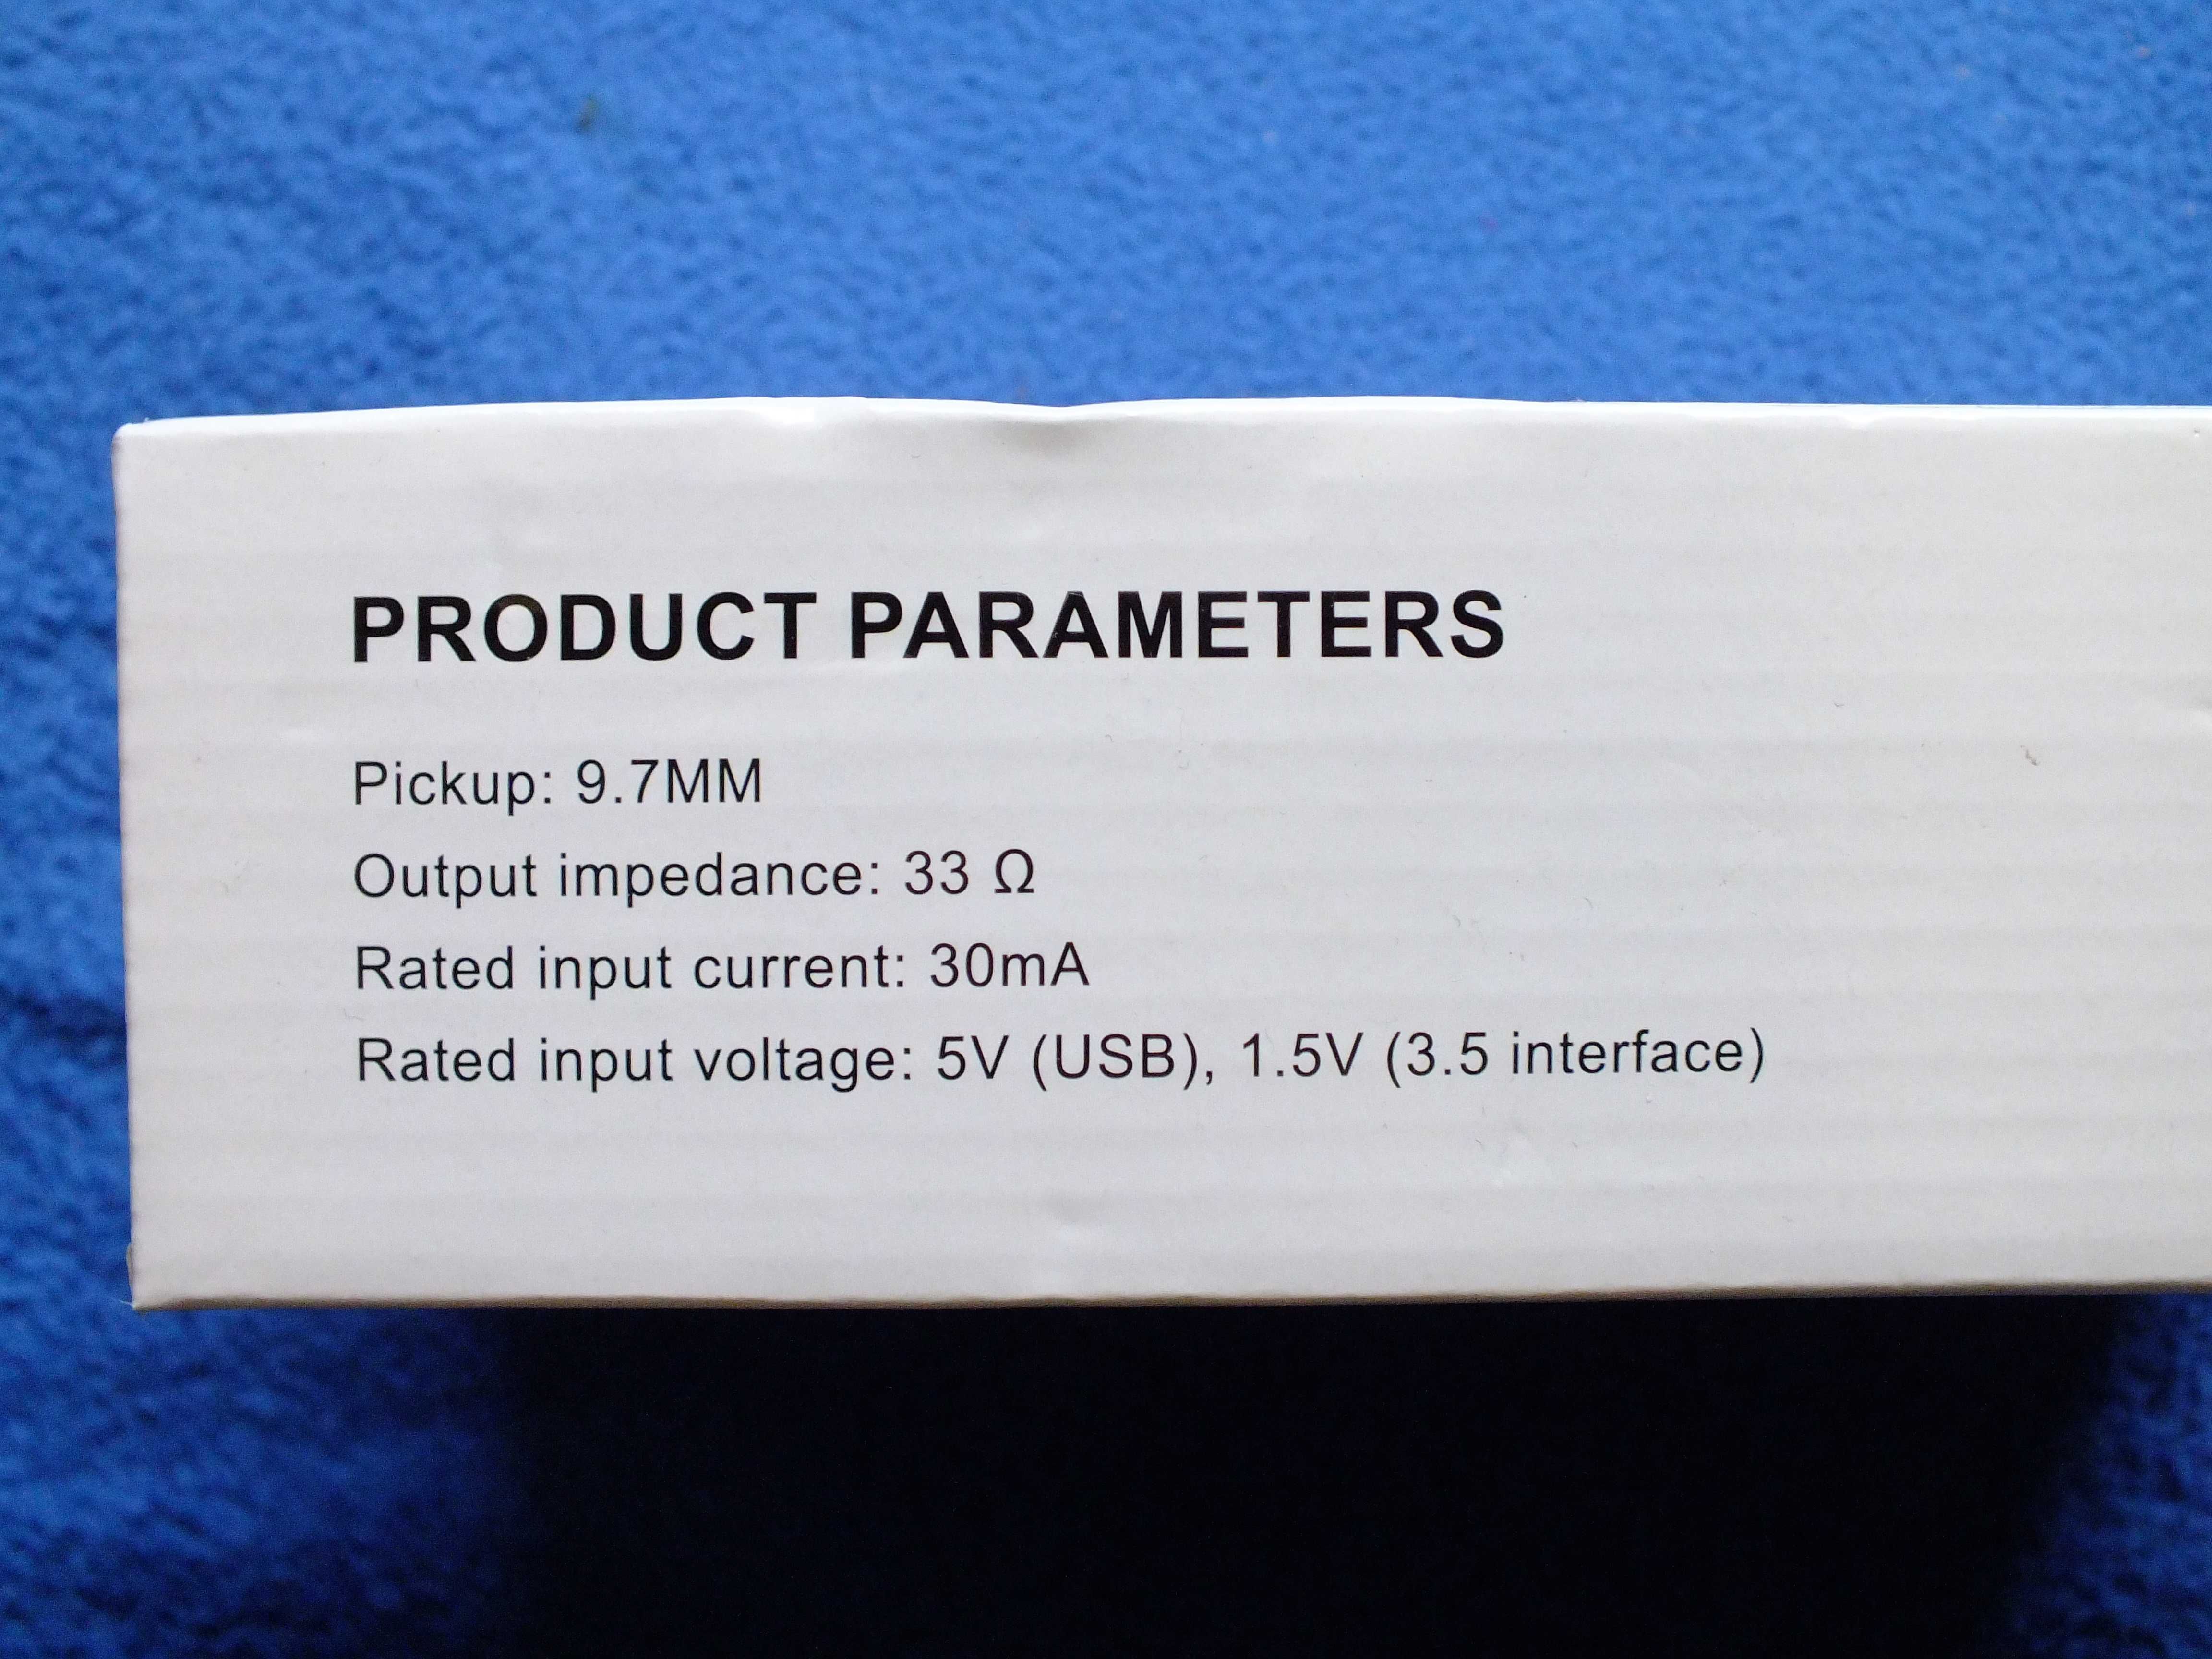 PRODUCT PARAMETERS
Pickup: 9.7MM
Output impedance: 33 Ω
Rated input current: 30mA
Rated input voltage: 5V (USB), 1.5V (3.5 interface)